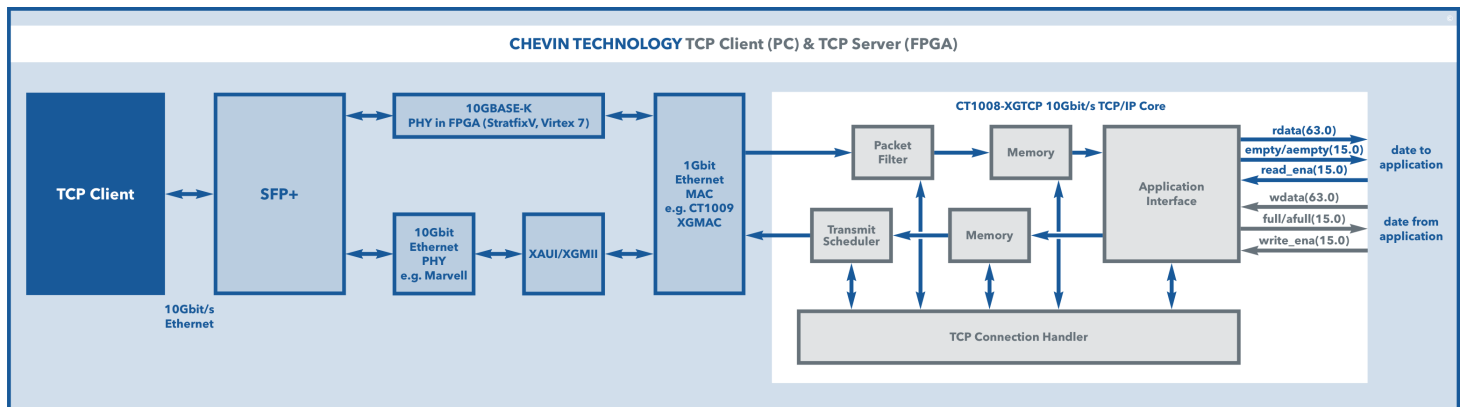 ©
CHEVIN TECHNOLOGY TCP Client (PC) & TCP Server (FPGA)
TCP Client
10Gbit/s
Ethernet
SFP+
10GBASE-K
PHY in FPGA (StratfixV, Virtex 7)
10Gbit
Ethernet
PHY
e.g. Marvell
XAUI/XGMII
1Gbit
Ethernet
MAC
e.g. CT1009
XGMAC
CT1008-XGTCP 10Gbit/s TCP/IP Core
Packet
Filter
Memory
Application
Interface
Transmit
Scheduler
Memory
TCP Connection Handler
rdata(63.0)
empty/aempty(15.0)
read_ena(15.0)
date to
application
wdata(63.0)
full/afull(15.0)
write_ena(15.0)
date from
application